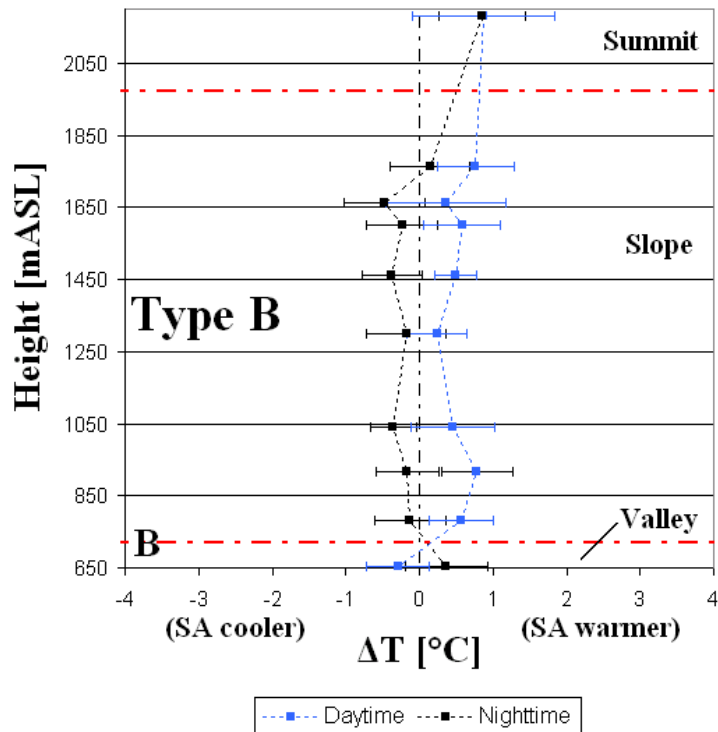 Summit
2050
1850
1650
Slope
1450
Type B
1250
1050
850
Valley
B
650
Height [mASL]
-4 -3 -2 -1 0 1 2 3 4
(SA cooler) (SA warmer)
ΔT [°C]
Daytime Nighttime